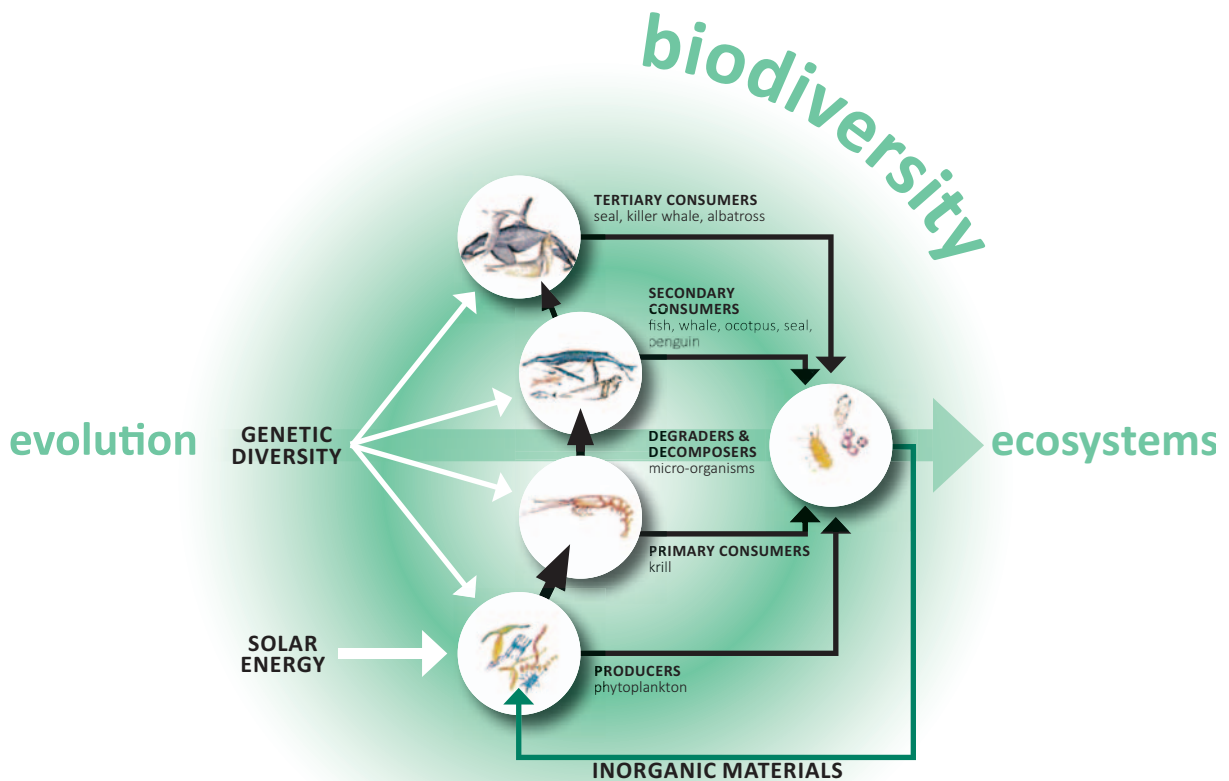 biodiversity
TERTIARY CONSUMERS
seal, killer whale, albatross
SECONDARY
CONSUMERS
fish, whale, ocotpus, seal,
penguin
evolution
GENETIC
DIVERSITY
DEGRADERS &
DECOMPOSERS
micro-organisms
ecosystems
PRIMARY CONSUMERS
krill
SOLAR
ENERGY
PRODUCERS
phytoplankton
INORGANIC MATERIALS